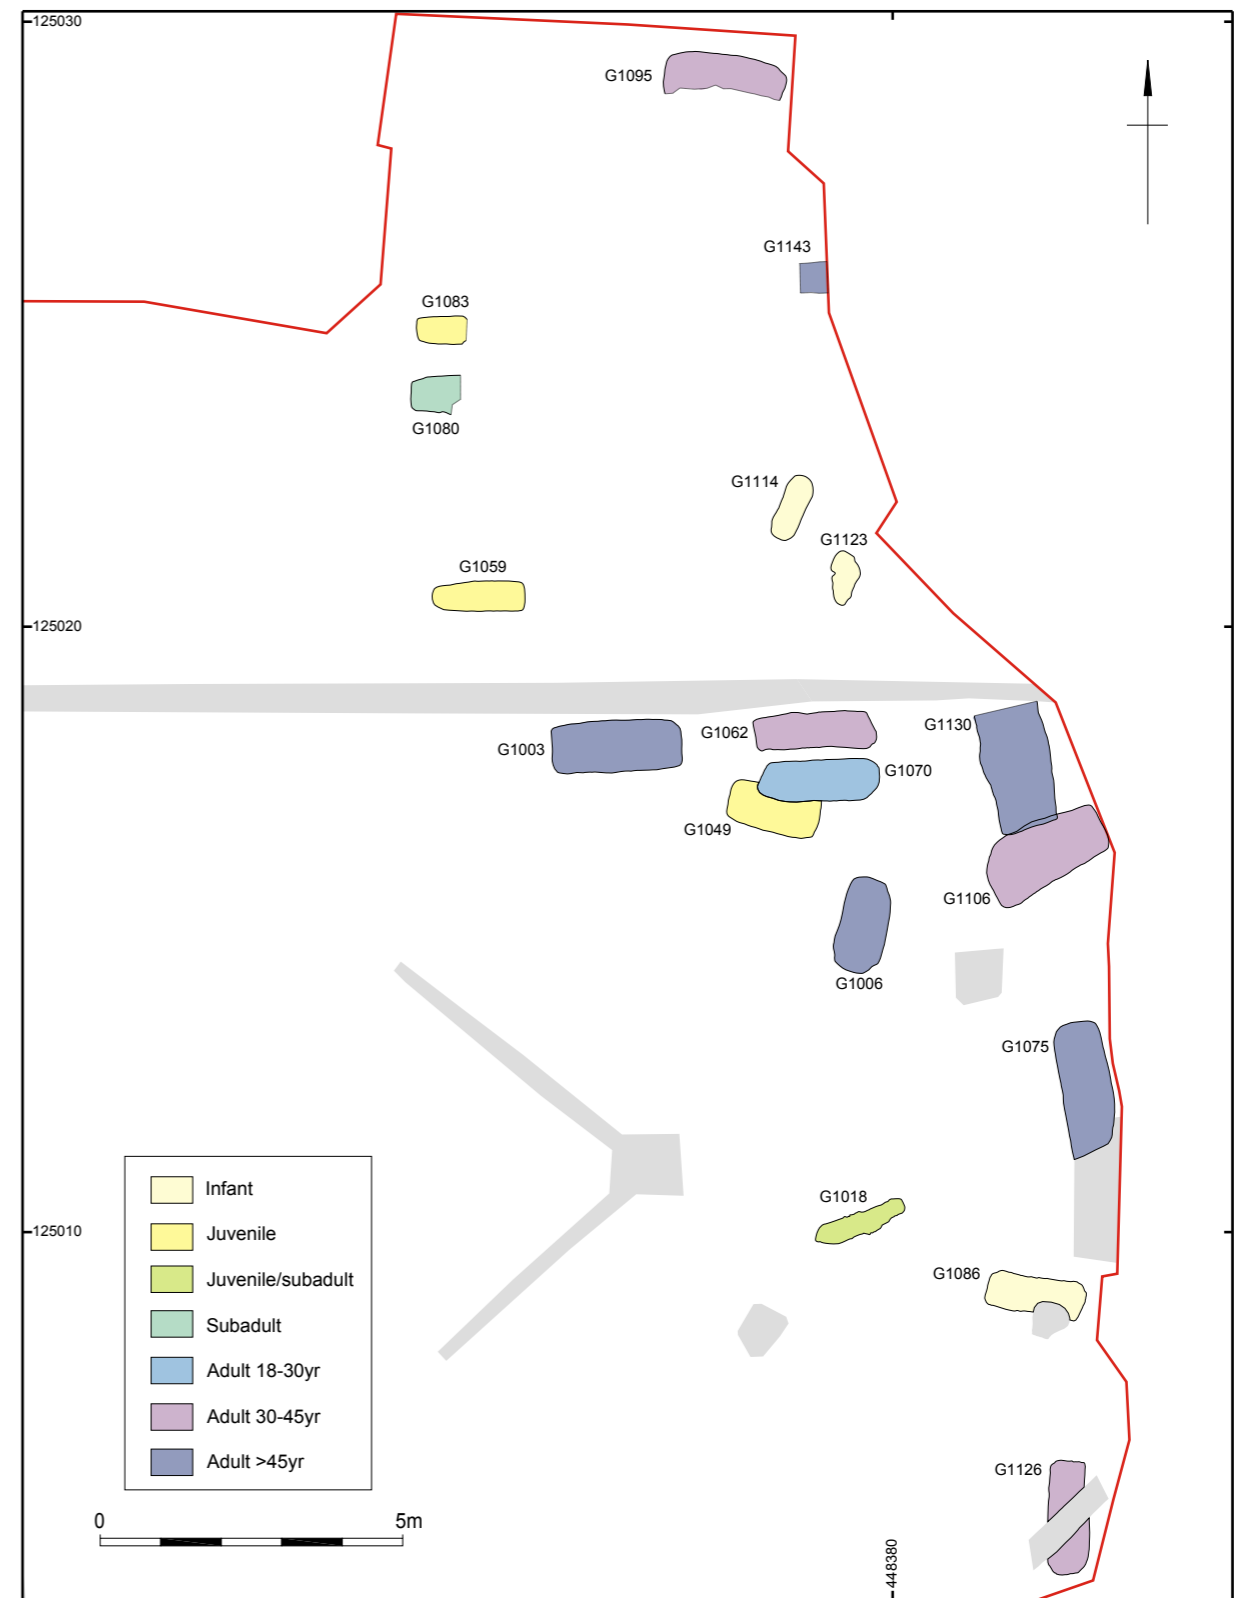 125030
G1095
G1143
G1083
G1080
G1114
G1123
G1059
125020
G1003
G1062
G1130
G1070
G1049
G1106
G1006
G1075
G1018
125010
G1086
Infant
Juvenile
Juvenile/subadult
Subadult
Adult 18-30yr
Adult 30-45yr
Adult >45yr
G1126
0 5m
448380